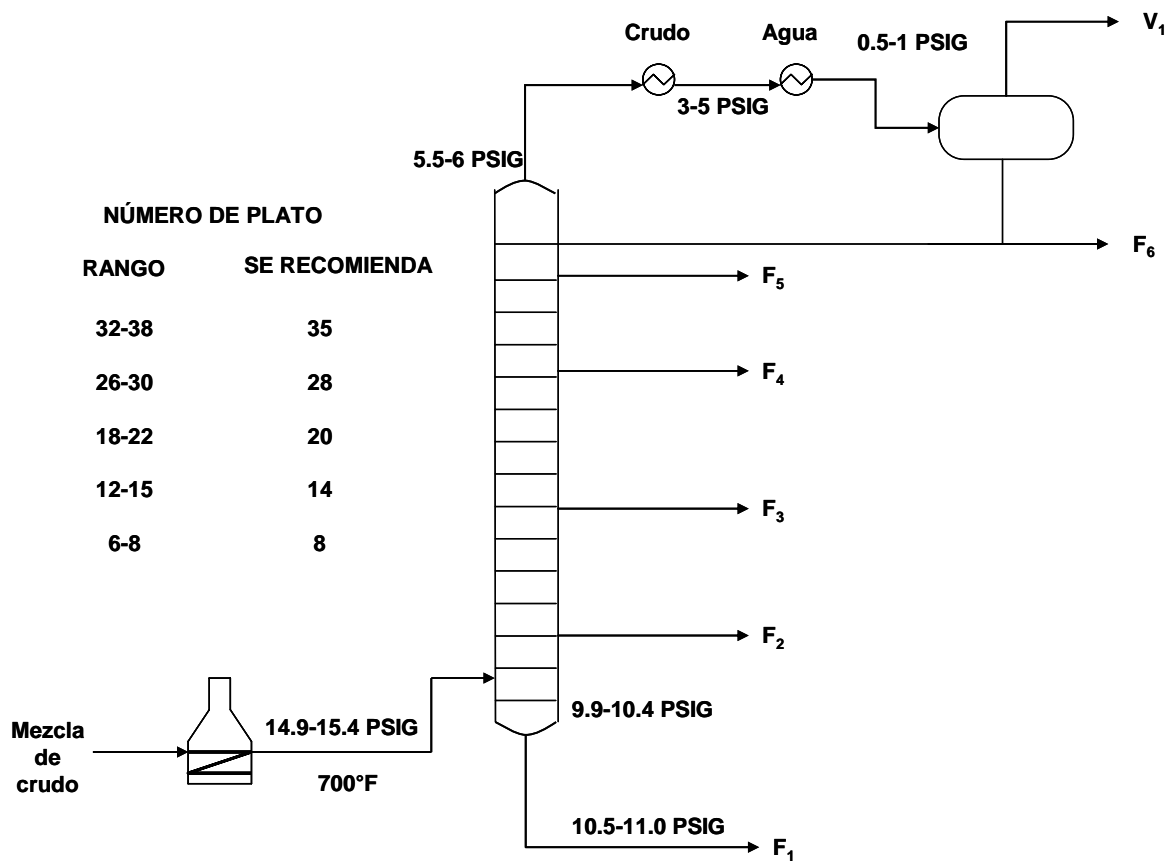 V₁
0.5-1 PSIG
Crudo
Agua
3-5 PSIG
5.5-6 PSIG
NÚMERO DE PLATO
RANGO SE RECOMIENDA
32-38 35
26-30 28
18-22 20
12-15 14
6-8 8
F₆
F₅
F₄
F₃
F₂
9.9-10.4 PSIG
14.9-15.4 PSIG
700°F
Mezcla
de
crudo
10.5-11.0 PSIG
F₁